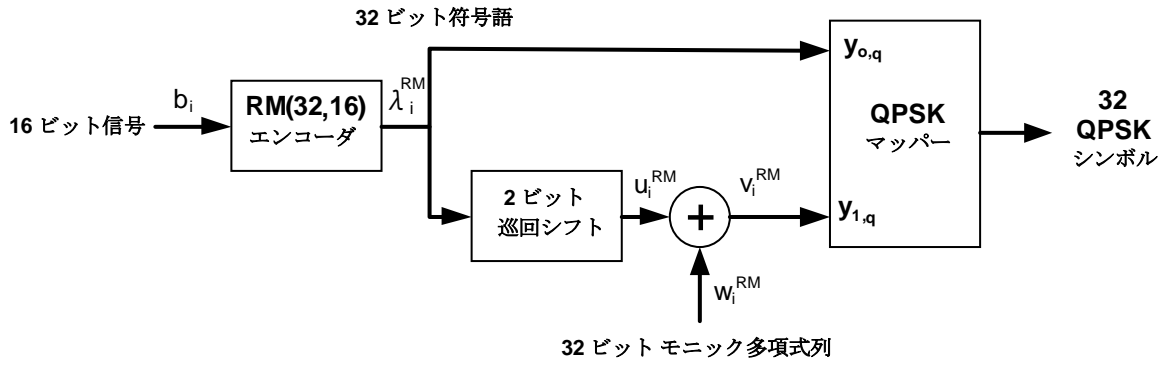 32 ビット符号語
16 ビット信号
b_i
RM(32,16)
エンコーダ
λ_i^RM
2 ビット
巡回シフト
u_i^RM
+
v_i^RM
w_i^RM
32 ビット モニック多項式列
y_o,q
QPSK
マッパー
y_1,q
32
QPSK
シンボル